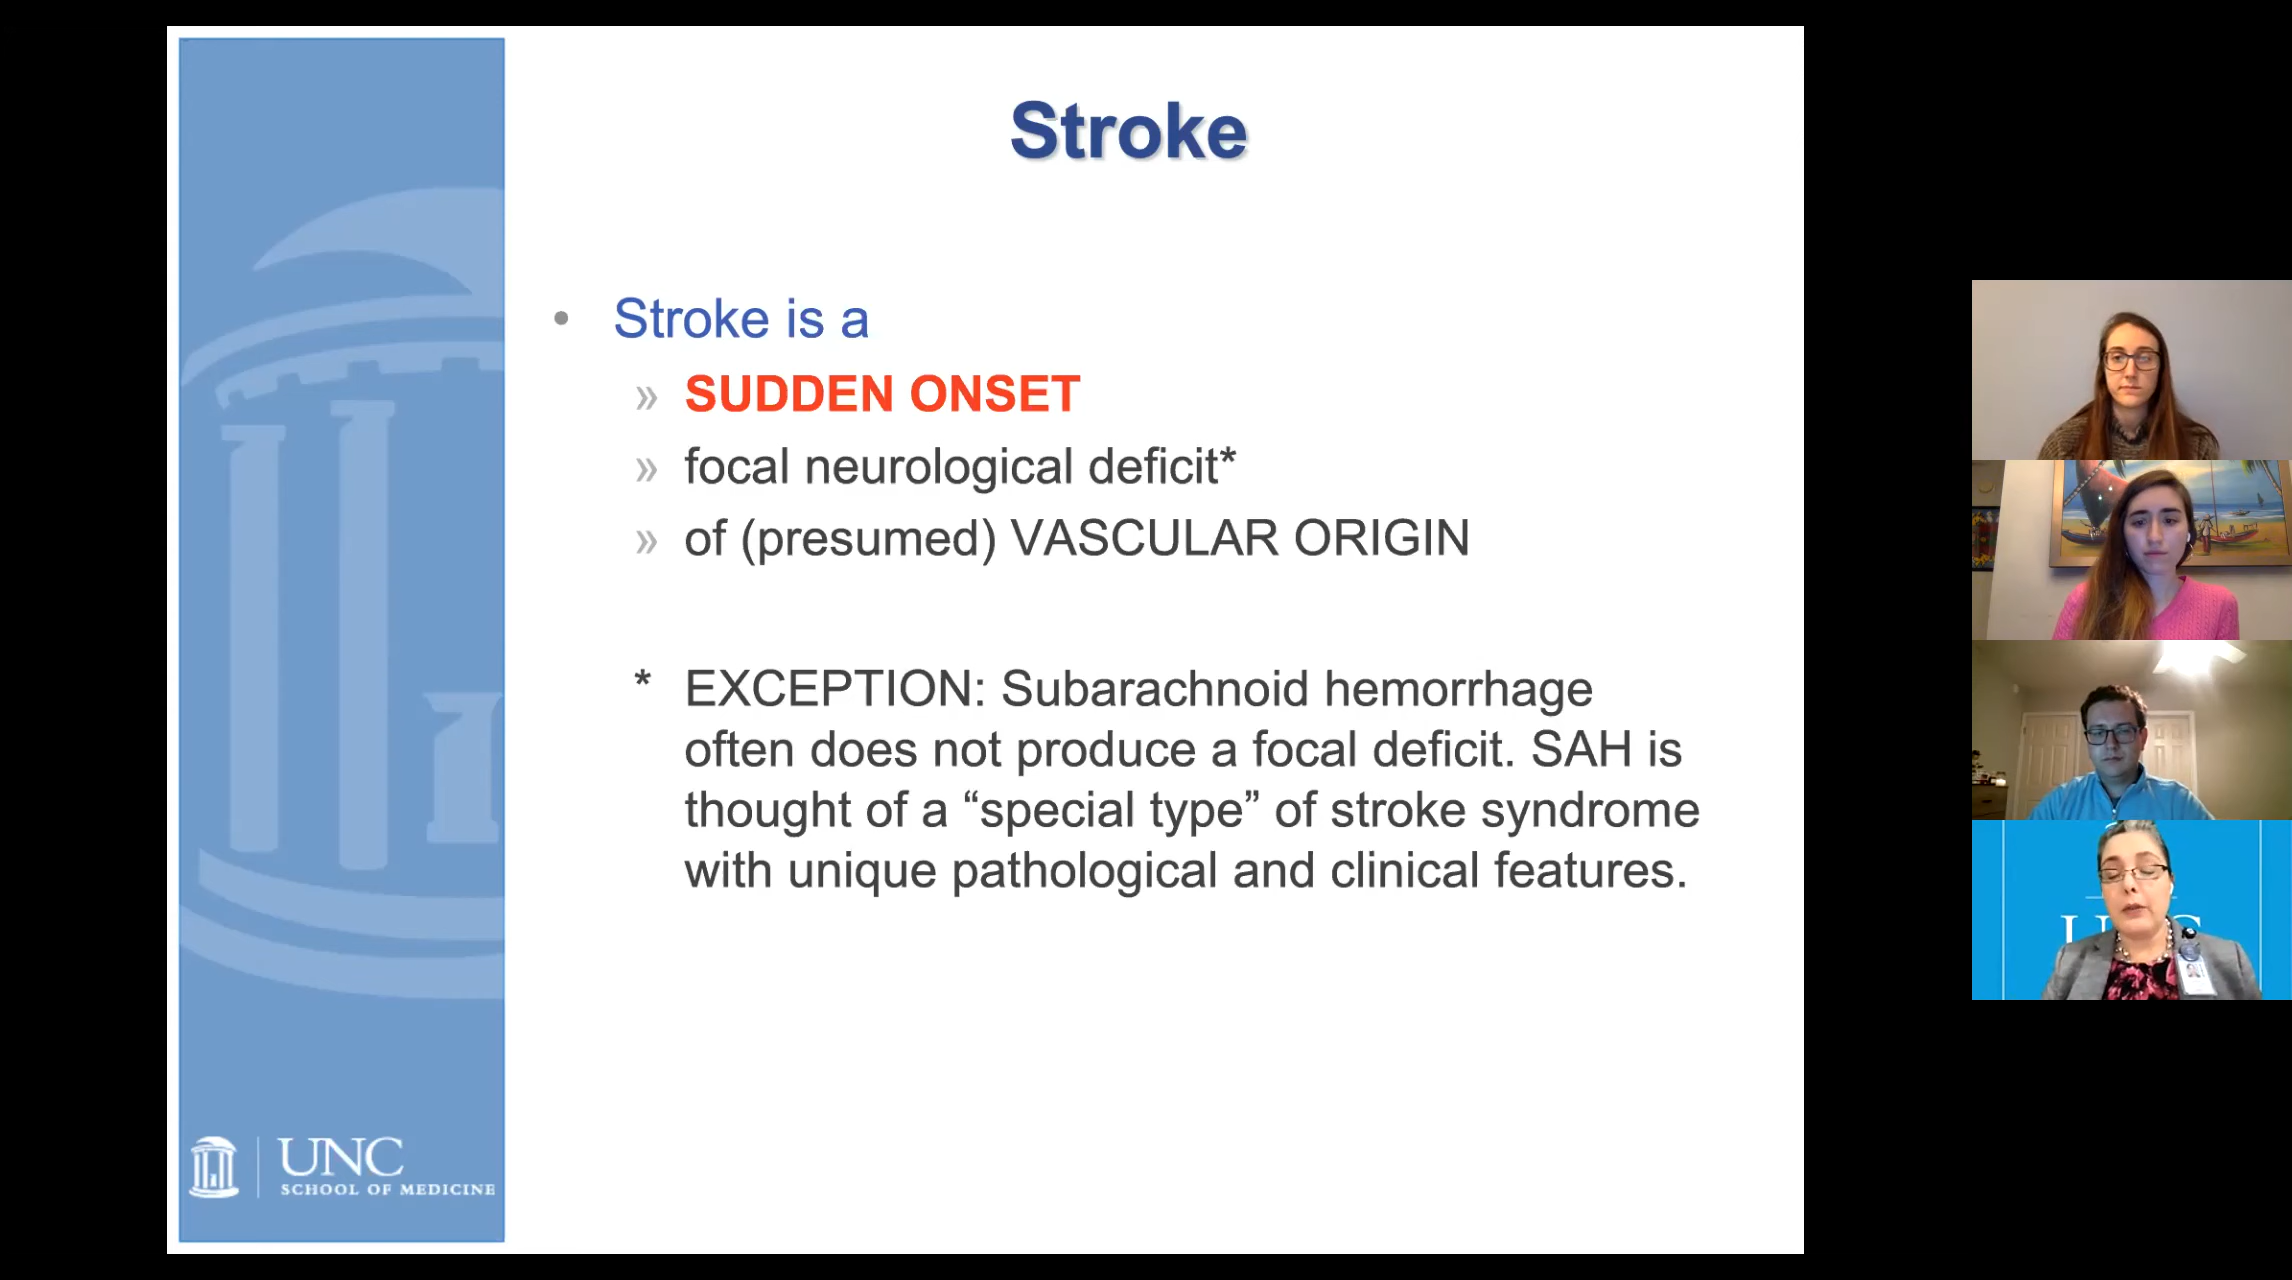 Stroke
• Stroke is a
» SUDDEN ONSET
» focal neurological deficit*
» of (presumed) VASCULAR ORIGIN
* EXCEPTION: Subarachnoid hemorrhage
often does not produce a focal deficit. SAH is
thought of a “special type” of stroke syndrome
with unique pathological and clinical features.
UNC
SCHOOL OF MEDICINE